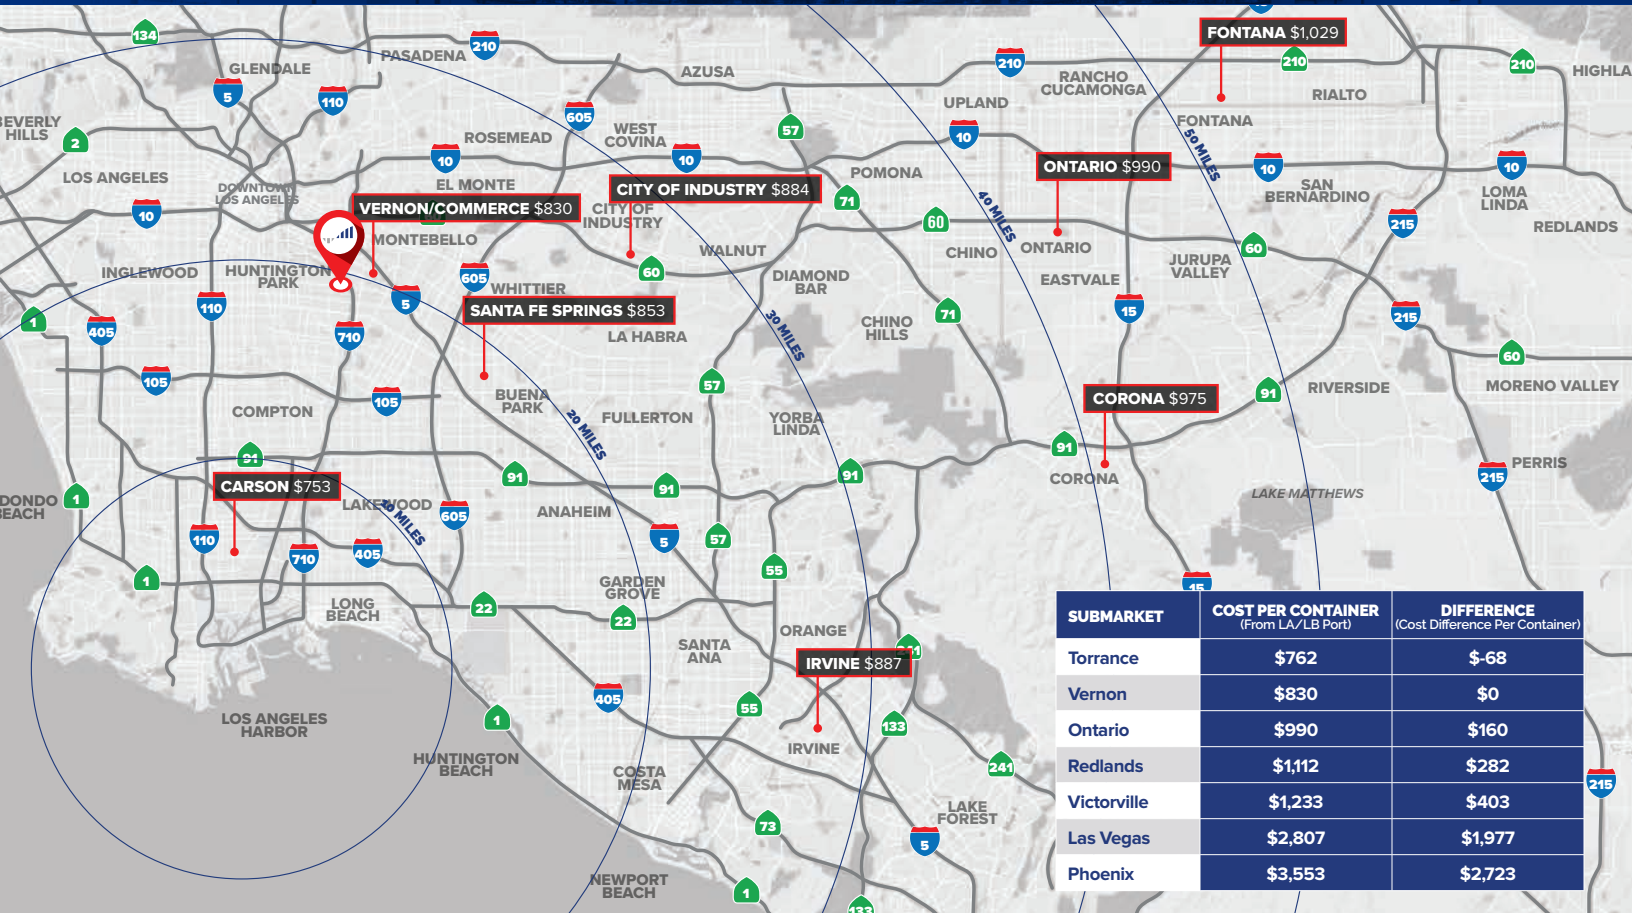 134
GLENDALE
PASADENA
210
AZUSA
210
RANCHO
CUCAMONGA
FONTANA $1,029
210
210
HIGHLA
5
110
605
UPLAND
RIALTO
FONTANA
BEVERLY
HILLS
2
ROSEMEAD
WEST
COVINA
57
10
50 MILES
10
10
10
POMONA
ONTARIO $990
10
10
LOS ANGELES
DOWNTOWN
LOS ANGELES
EL MONTE
CITY OF INDUSTRY $884
SAN
BERNARDINO
LOMA
LINDA
10
VERNON/COMMERCE $830
CITY OF
INDUSTRY
71
40 MILES
60
215
REDLANDS
MONTEBELLO
WALNUT
CHINO
ONTARIO
60
INGLEWOOD
HUNTINGTON
PARK
605
WHITTIER
60
DIAMOND
BAR
EASTVALE
JURUPA
VALLEY
1
405
110
5
SANTA FE SPRINGS $853
71
15
215
710
LA HABRA
30 MILES
CHINO
HILLS
60
105
105
57
MORENO VALLEY
COMPTON
BUENA
PARK
FULLERTON
YORBA
LINDA
CORONA $975
91
RIVERSIDE
20 MILES
91
91
91
91
91
CORONA
PERRIS
215
CARSON $753
LAKEWOOD
10 MILES
605
ANAHEIM
LAKE MATTHEWS
DONDO
BEACH
1
110
710
405
5
57
55
1
GARDEN
GROVE
15
LONG
BEACH
22
22
SANTA
ANA
ORANGE
IRVINE $887
LOS ANGELES
HARBOR
405
55
133
1
IRVINE
HUNTINGTON
BEACH
COSTA
MESA
241
215
73
LAKE
FOREST
5
NEWPORT
BEACH
1
133
SUBMARKET COST PER CONTAINER DIFFERENCE
(From LA/LB Port) (Cost Difference Per Container)
Torrance $762 $-68
Vernon $830 $0
Ontario $990 $160
Redlands $1,112 $282
Victorville $1,233 $403
Las Vegas $2,807 $1,977
Phoenix $3,553 $2,723